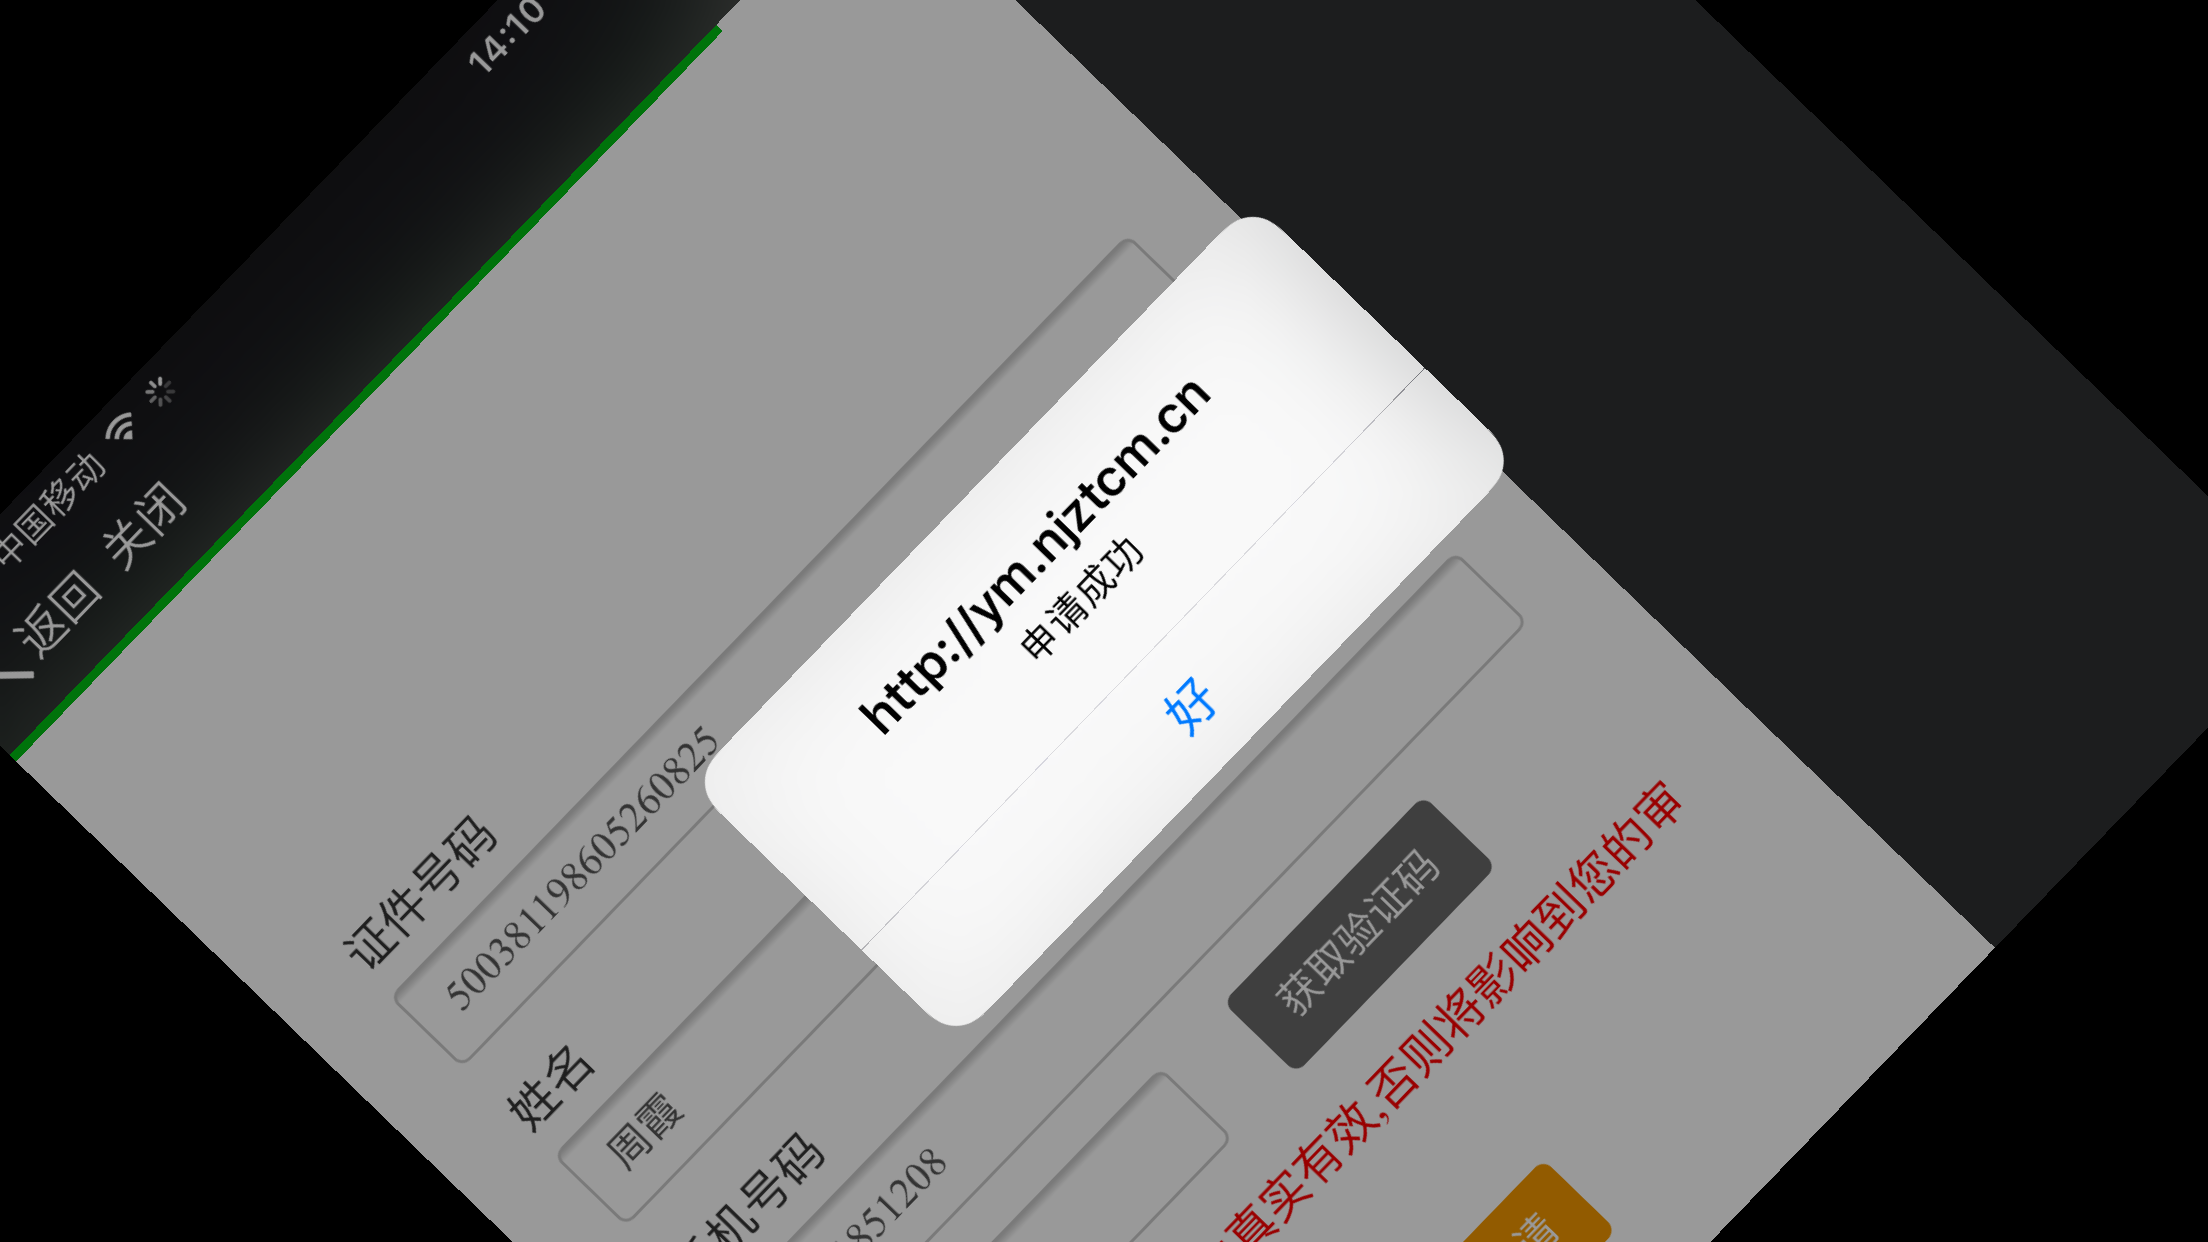 14:10
中国移动
返回 关闭
证件号码
500381198605260825
姓名
周霞
机号码
851208
获取验证码
真实有效,否则将影响到您的审
请
http://ym.njztcm.cn
申请成功
好